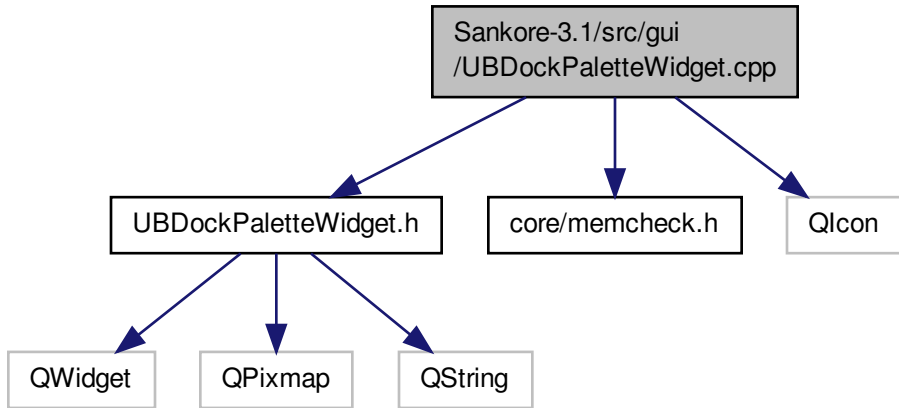 Sankore-3.1/src/gui
/UBDockPaletteWidget.cpp
UBDockPaletteWidget.h
core/memcheck.h
QIcon
QWidget
QPixmap
QString